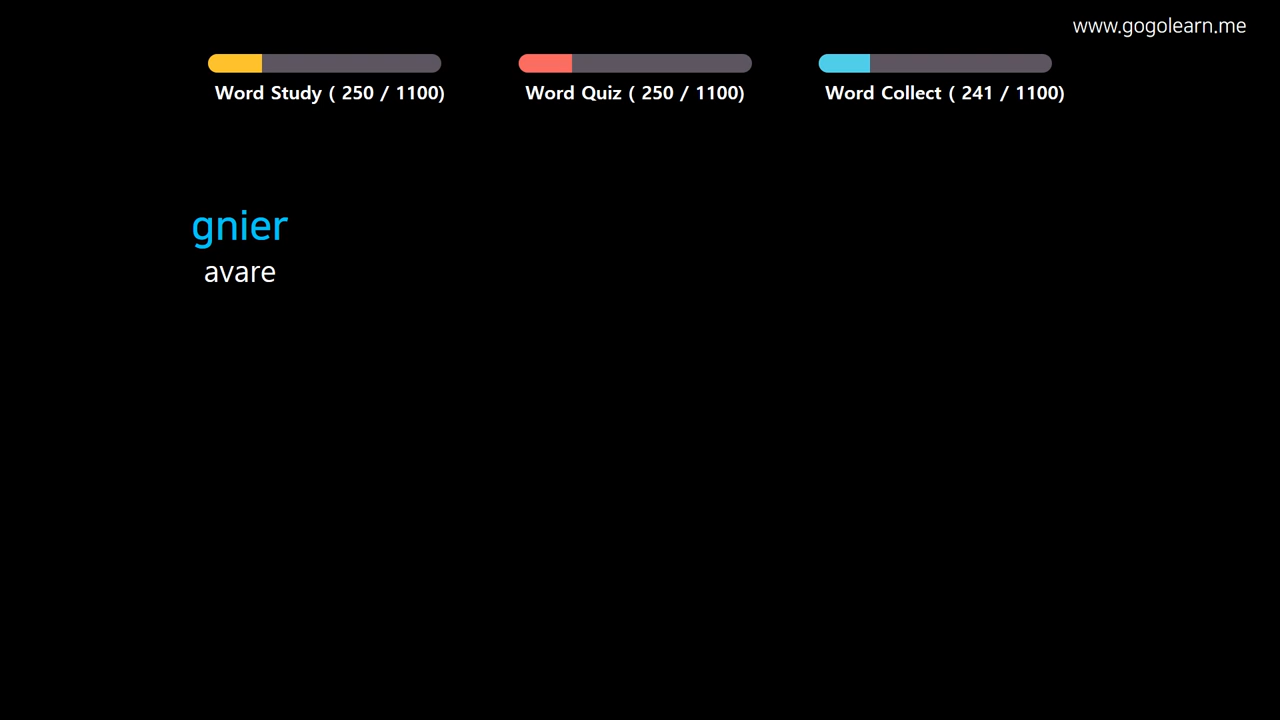 www.gogolearn.me
Word Study ( 250 / 1100)
Word Quiz ( 250 / 1100)
Word Collect ( 241 / 1100)
gnier
avare